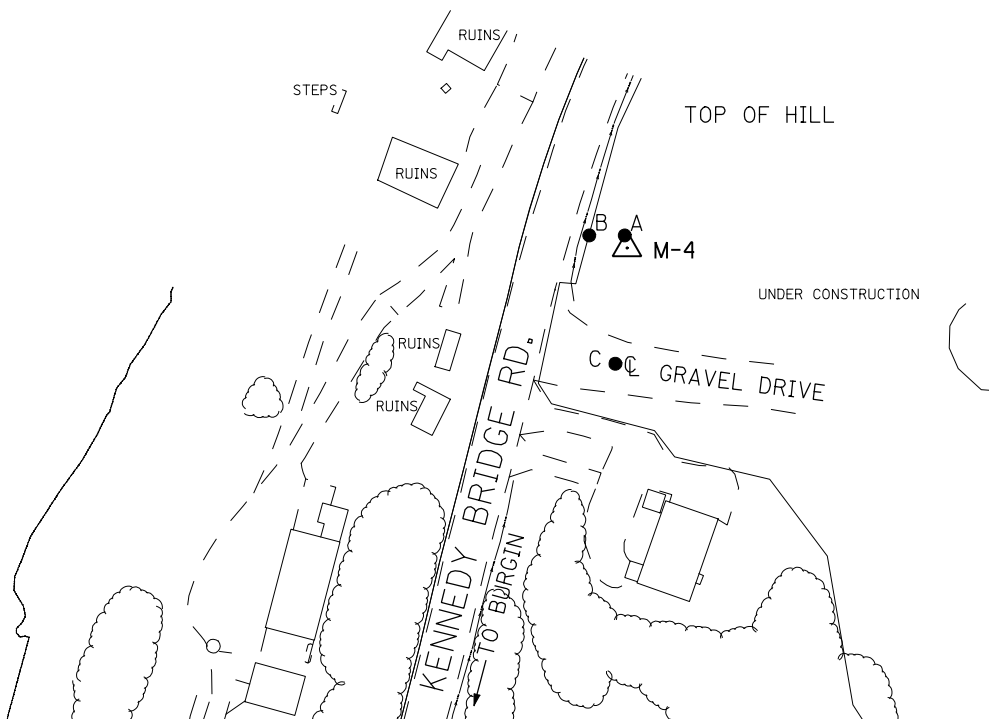 RUINS
STEPS
TOP OF HILL
RUINS
B A
M-4
UNDER CONSTRUCTION
RUINS
C ℄ GRAVEL DRIVE
RUINS
KENNEDY BRIDGE RD.
TO BURGIN